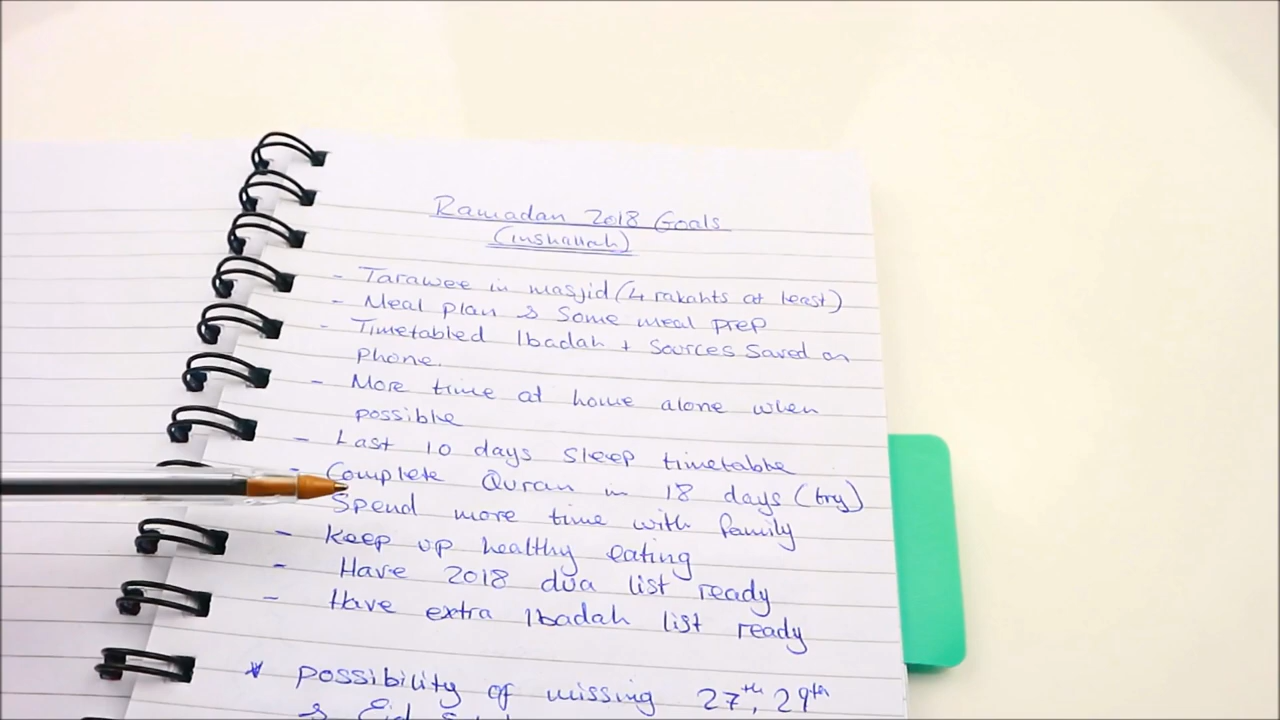 Ramadan 2018 Goals
(inshallah)
- Tarawee in masjid (4 rakahts at least)
- Meal plan & some meal prep
- Timetabled Ibadah + sources saved on
phone.
- More time at home alone when
possible
- Last 10 days sleep timetable
- Complete Quran in 18 days (try)
Spend more time with family
- Keep up healthy eating
- Have 2018 dua list ready
- Have extra Ibadah list ready
* possibility of missing 27th, 29th
& Eid